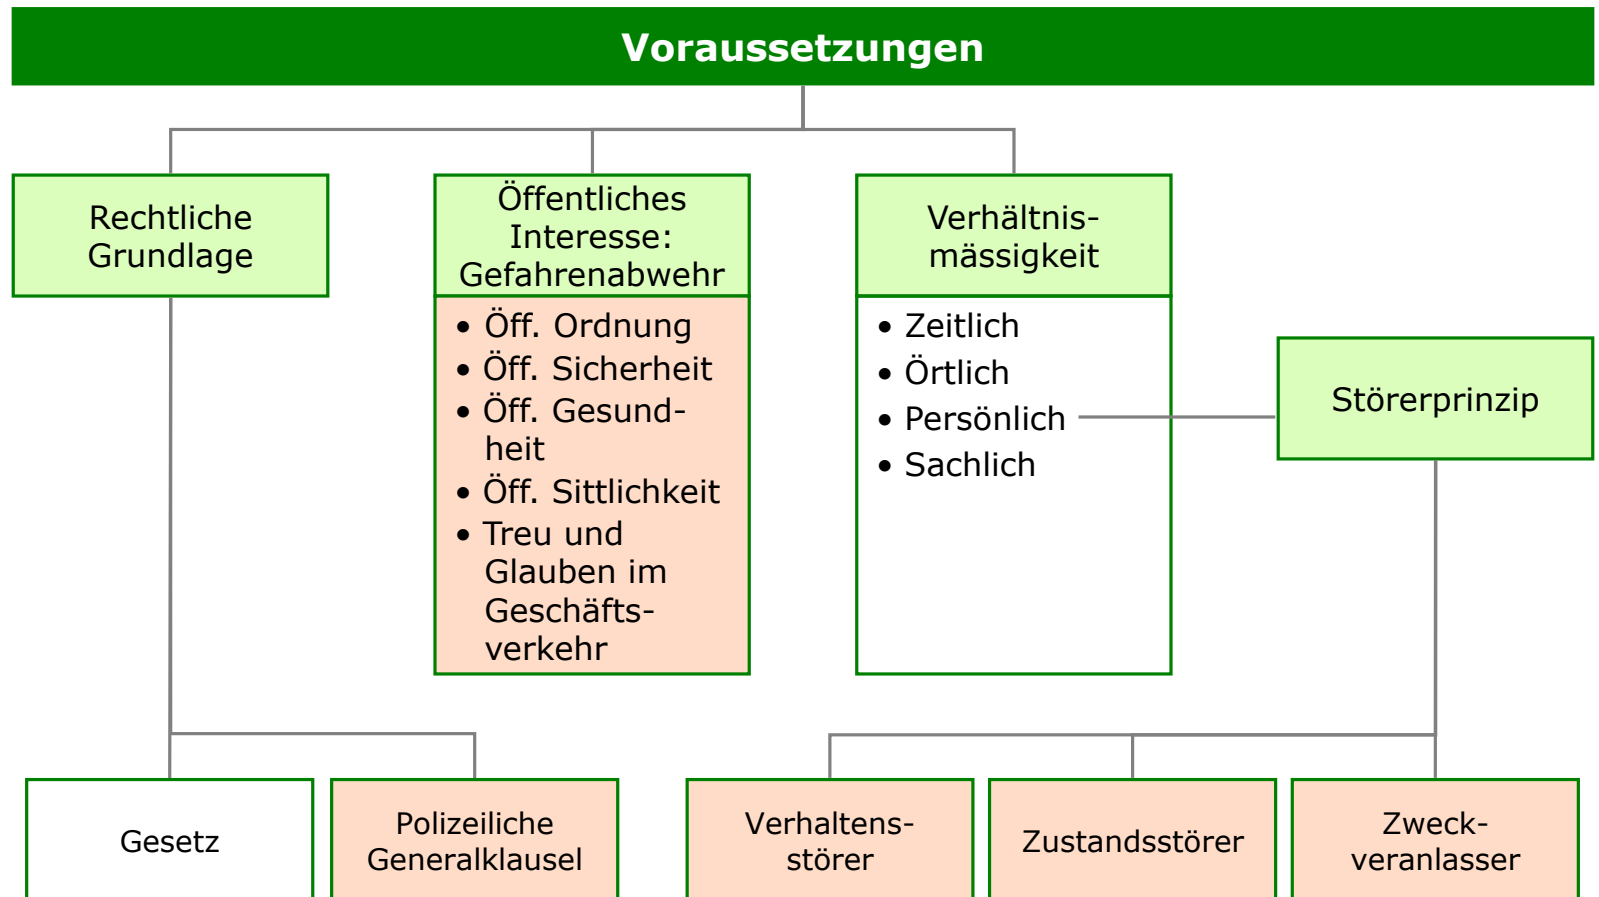 Voraussetzungen
Rechtliche
Grundlage
Öffentliches
Interesse:
Gefahrenabwehr
• Öff. Ordnung
• Öff. Sicherheit
• Öff. Gesund-
heit
• Öff. Sittlichkeit
• Treu und
Glauben im
Geschäfts-
verkehr
Verhältnis-
mässigkeit
• Zeitlich
• Örtlich
• Persönlich
• Sachlich
Störerprinzip
Gesetz
Polizeiliche
Generalklausel
Verhaltens-
störer
Zustandsstörer
Zweck-
veranlasser